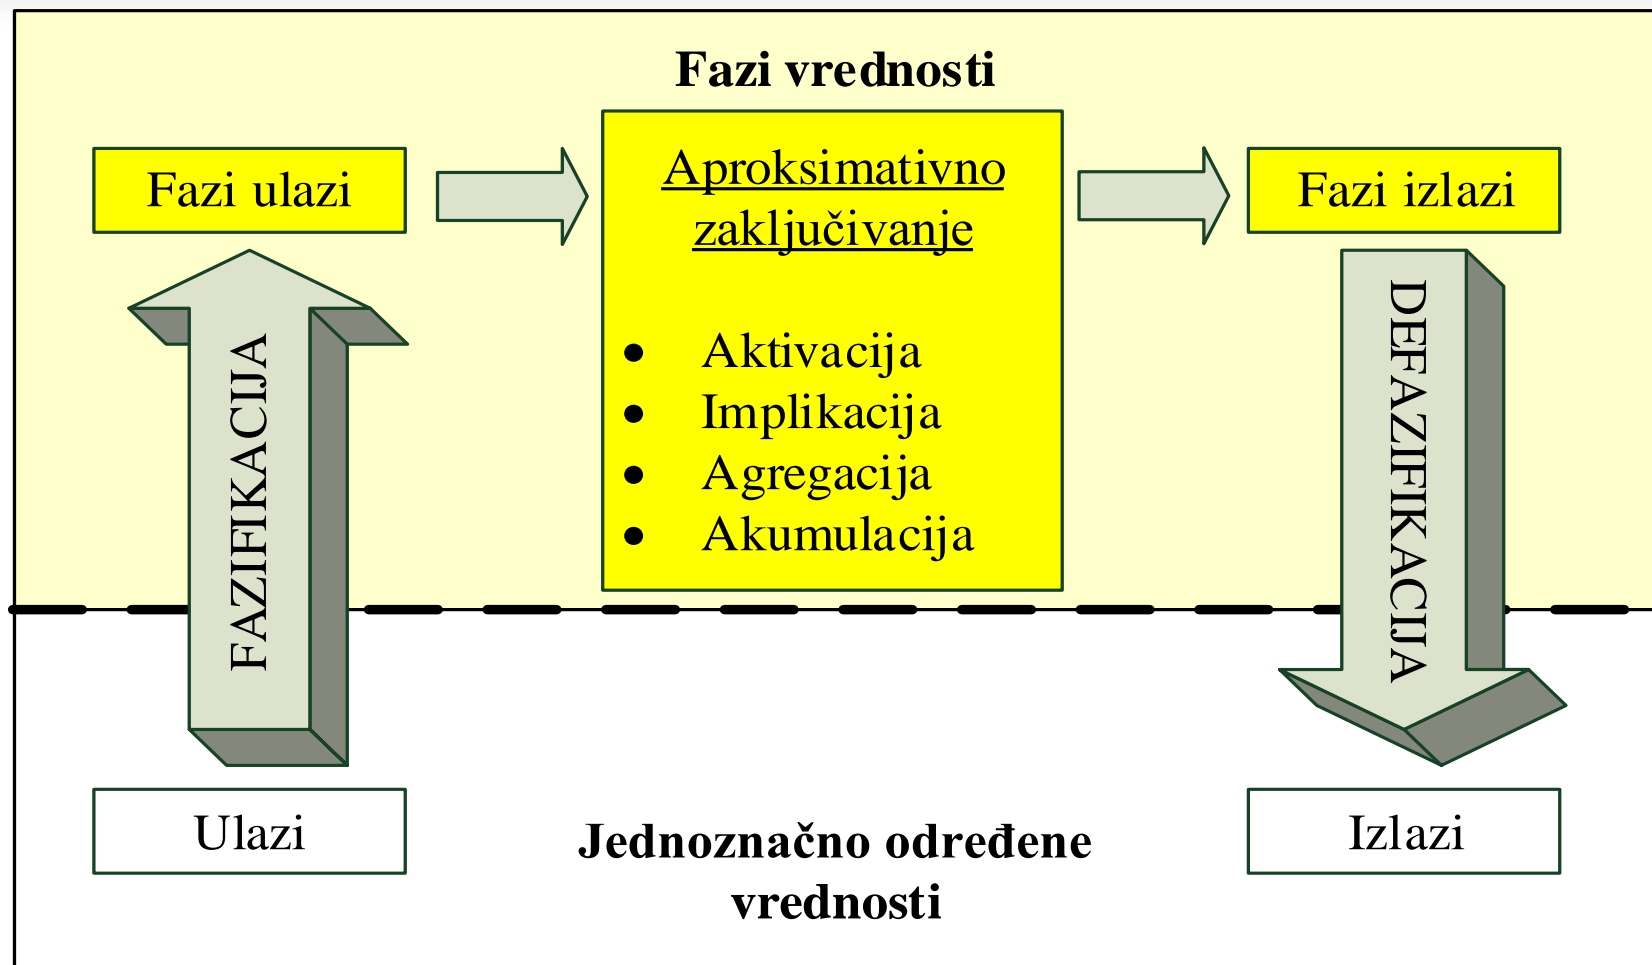 Fazi vrednosti
Fazi ulazi
Aproksimativno
zaključivanje
• Aktivacija
• Implikacija
• Agregacija
• Akumulacija
Fazi izlazi
FAZIFIKACIJA
DEFAZIFIKACIJA
Ulazi
Jednoznačno određene
vrednosti
Izlazi